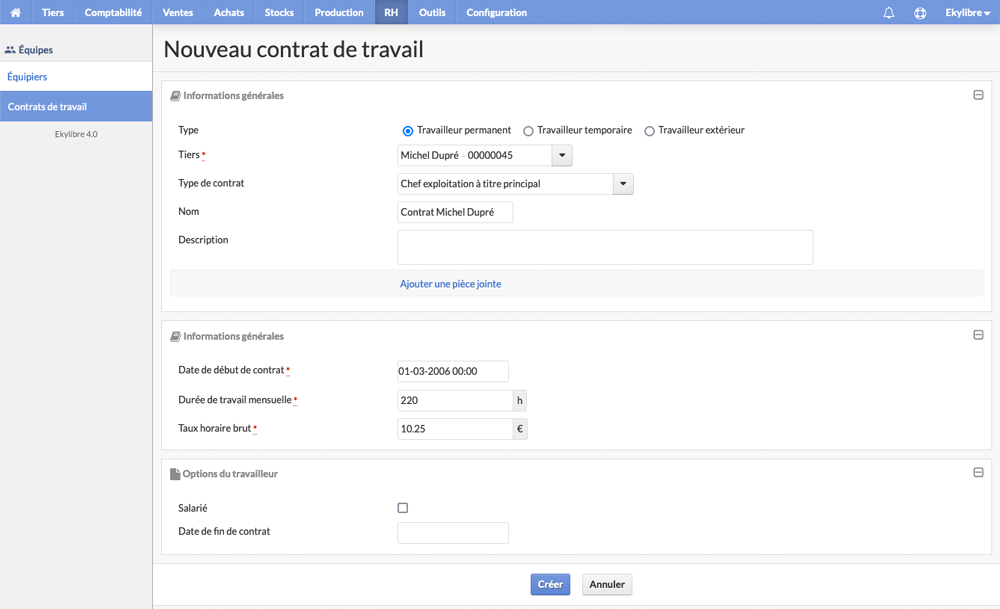 Tiers Comptabilité Ventes Achats Stocks Production RH Outils Configuration Ekylibre
Équipes
Équipiers
Contrats de travail
Ekylibre 4.0
Nouveau contrat de travail
Informations générales
Type Travailleur permanent Travailleur temporaire Travailleur extérieur
Tiers * Michel Dupré - 00000045
Type de contrat Chef exploitation à titre principal
Nom Contrat Michel Dupré
Description
Ajouter une pièce jointe
Informations générales
Date de début de contrat * 01-03-2006 00:00
Durée de travail mensuelle * 220 h
Taux horaire brut * 10.25 €
Options du travailleur
Salarié
Date de fin de contrat
Créer Annuler